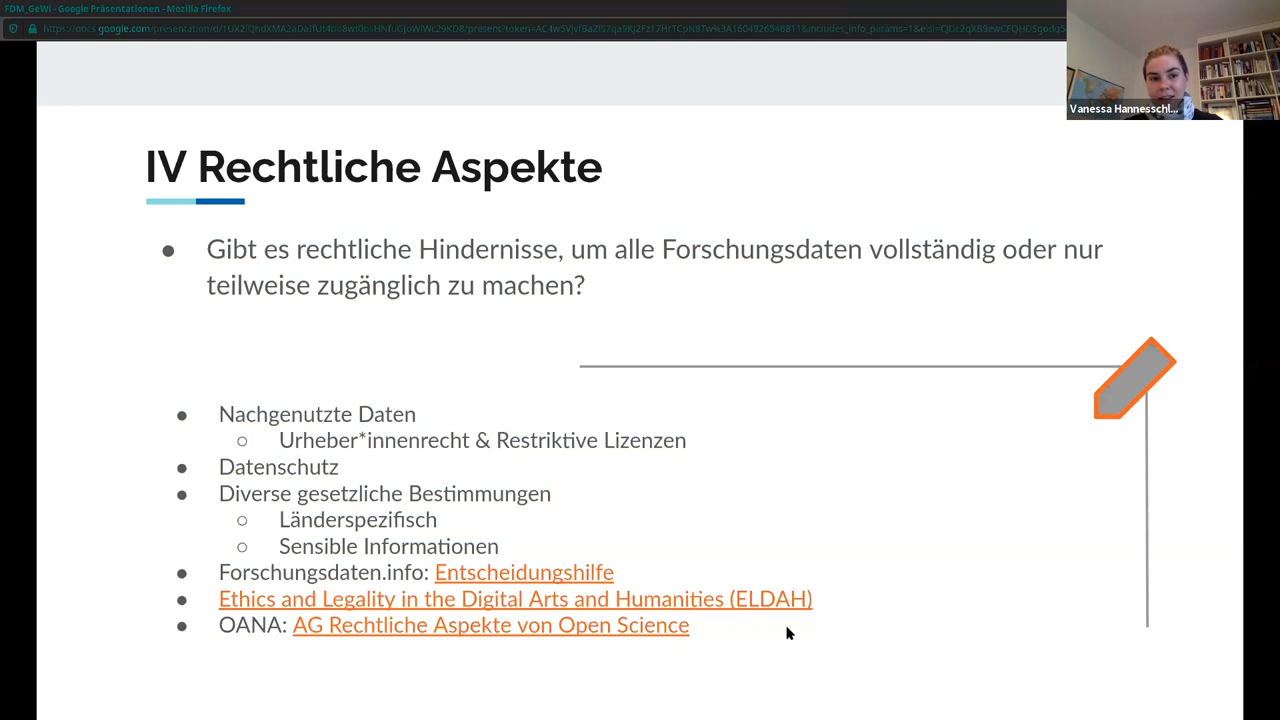 FDM_GeWi - Google Präsentationen - Mozilla Firefox
Vanessa Hannesschl...
IV Rechtliche Aspekte
● Gibt es rechtliche Hindernisse, um alle Forschungsdaten vollständig oder nur
teilweise zugänglich zu machen?
● Nachgenutzte Daten
○ Urheber*innenrecht & Restriktive Lizenzen
● Datenschutz
● Diverse gesetzliche Bestimmungen
○ Länderspezifisch
○ Sensible Informationen
● Forschungsdaten.info: Entscheidungshilfe
● Ethics and Legality in the Digital Arts and Humanities (ELDAH)
● OANA: AG Rechtliche Aspekte von Open Science